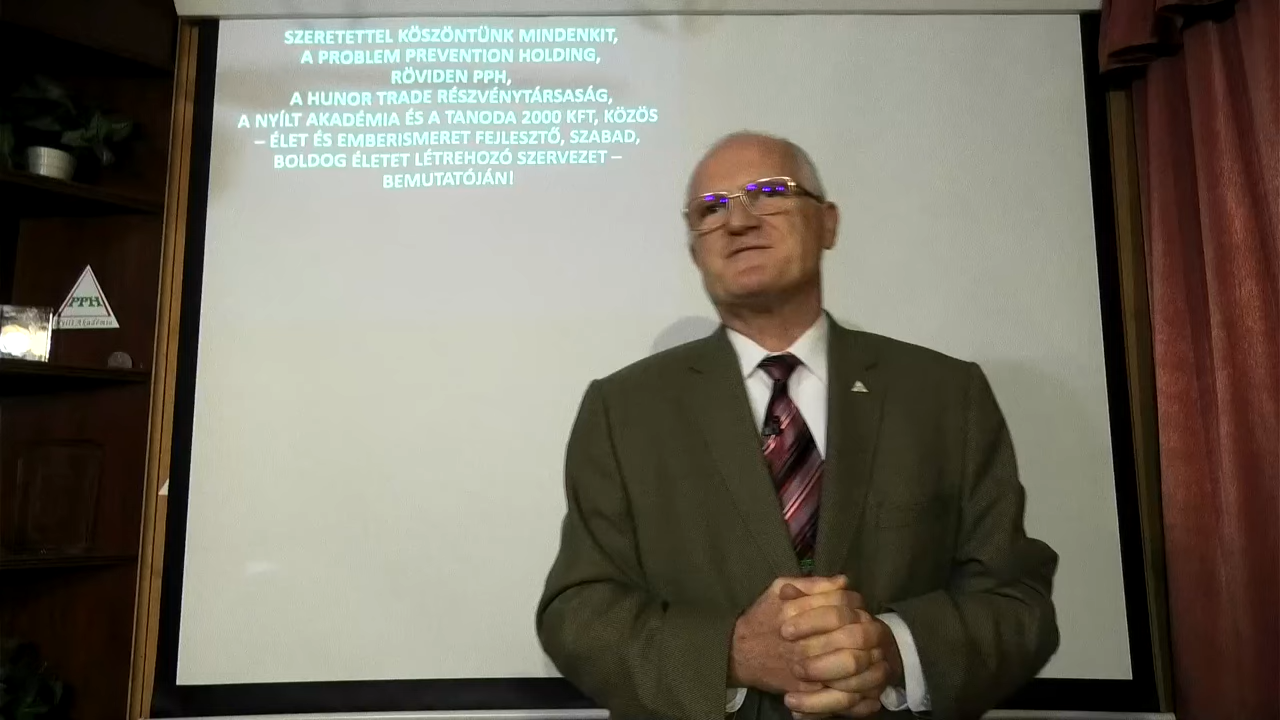 SZERETETTEL KÖSZÖNTÜNK MINDENKIT,
A PROBLEM PREVENTION HOLDING,
RÖVIDEN PPH,
A HUNOR TRADE RÉSZVÉNYTÁRSASÁG,
A NYÍLT AKADÉMIA ÉS A TANODA 2000 KFT, KÖZÖS
– ÉLET ÉS EMBERISMERET FEJLESZTŐ, SZABAD,
BOLDOG ÉLETET LÉTREHOZÓ SZERVEZET –
BEMUTATÓJÁN!
PPH
Akadémia